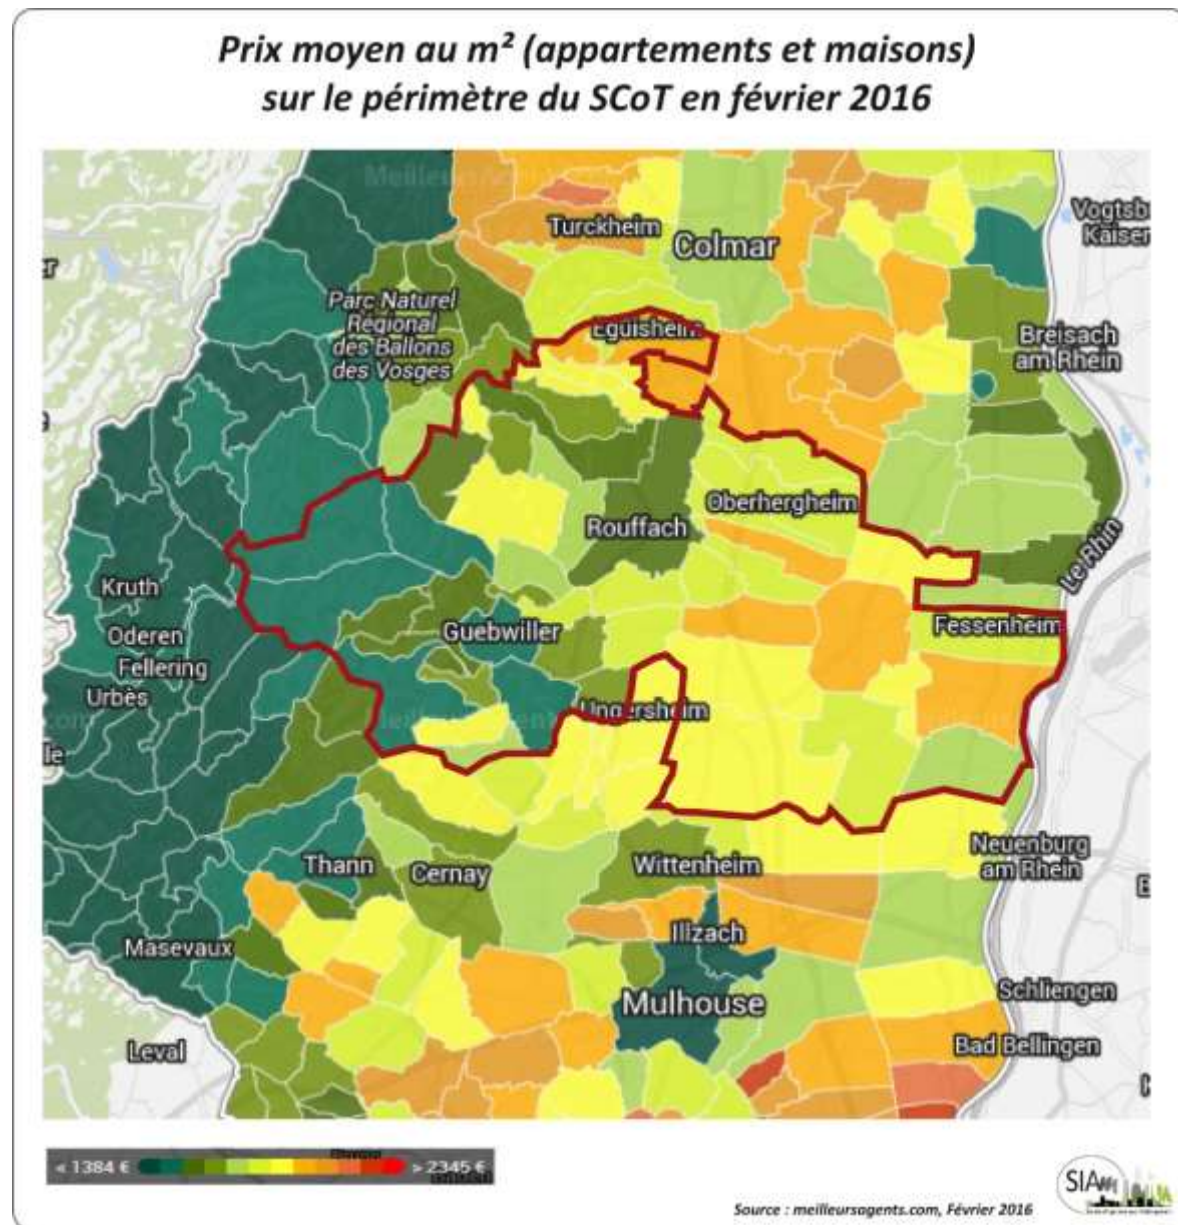 Prix moyen au m² (appartements et maisons)
sur le périmètre du SCoT en février 2016
Turckheim
Colmar
Parc Naturel
Régional
des Ballons
des Vosges
Eguisheim
Breisach
am Rhein
Oberhergheim
Rouffach
Le Rhin
Kruth
Oderen
Fellering
Urbès
Guebwiller
Fessenheim
Ungersheim
Thann
Cernay
Wittenheim
Neuenburg
am Rhein
Illzach
Masevaux
Mulhouse
Schliengen
Leval
Bad Bellingen
< 1384 €
> 2345 €
SIAm
Source : meilleursagents.com, Février 2016